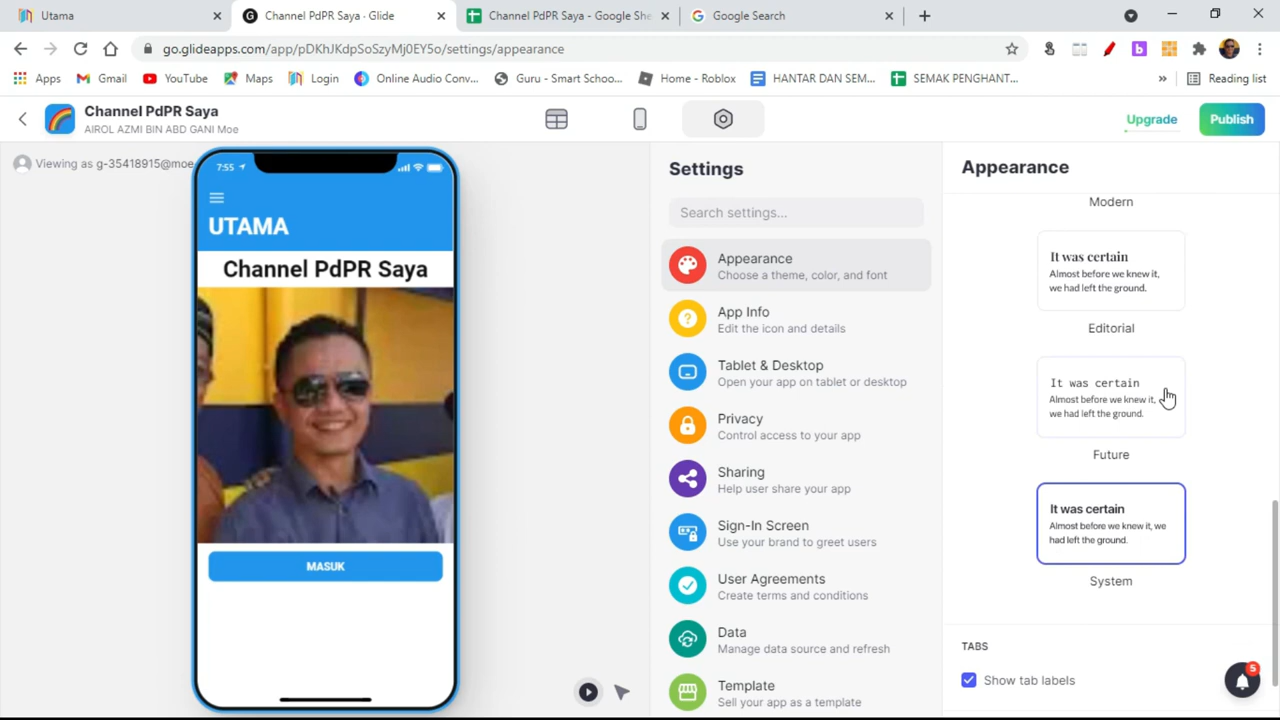 Utama
Channel PdPR Saya · Glide
Channel PdPR Saya - Google She
Google Search
go.glideapps.com/app/pDKhJKdpSoSzyMj0EY5o/settings/appearance
Apps
Gmail
YouTube
Maps
Login
Online Audio Conv...
Guru - Smart Schoo...
Home - Roblox
HANTAR DAN SEM...
SEMAK PENGHANT...
Reading list
Channel PdPR Saya
AIROL AZMI BIN ABD GANI Moe
Upgrade
Publish
Viewing as g-35418915@moe
7:55
UTAMA
Channel PdPR Saya
MASUK
Settings
Search settings...
Appearance
Choose a theme, color, and font
App Info
Edit the icon and details
Tablet & Desktop
Open your app on tablet or desktop
Privacy
Control access to your app
Sharing
Help user share your app
Sign-In Screen
Use your brand to greet users
User Agreements
Create terms and conditions
Data
Manage data source and refresh
Template
Sell your app as a template
Appearance
Modern
It was certain
Almost before we knew it,
we had left the ground.
Editorial
It was certain
Almost before we knew it,
we had left the ground.
Future
It was certain
Almost before we knew it, we
had left the ground.
System
TABS
Show tab labels
5